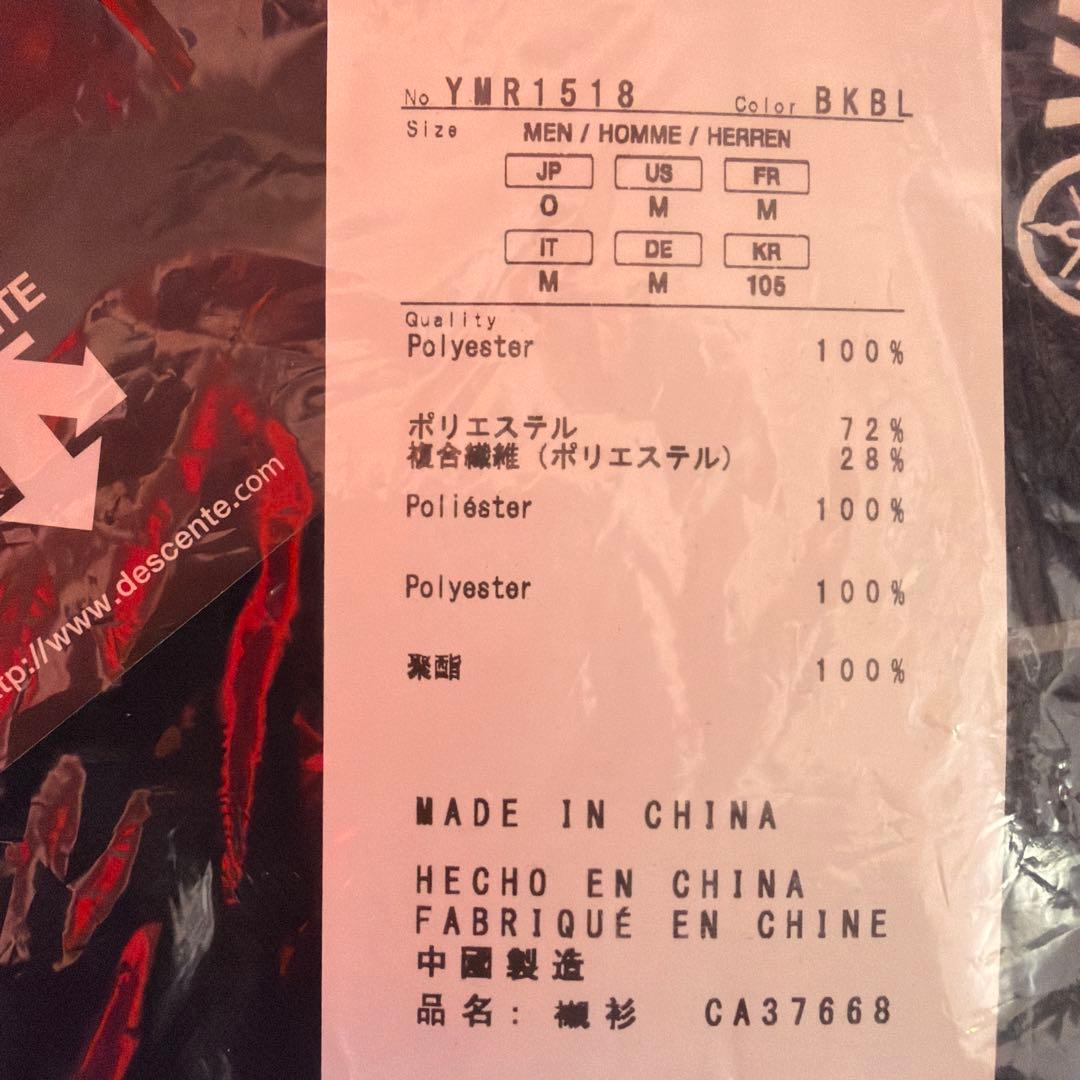 No YMR1518 Color BKBL
Size MEN / HOMME / HERREN
JP US FR
O M M
IT DE KR
M M 105
Quality
Polyester 100%
ポリエステル 72%
複合繊維 (ポリエステル) 28%
Poliéster 100%
Polyester 100%
聚酯 100%
MADE IN CHINA
HECHO EN CHINA
FABRIQUÉ EN CHINE
中國製造
品名: 襯衫 CA37668
TE
ttp://www.descente.com